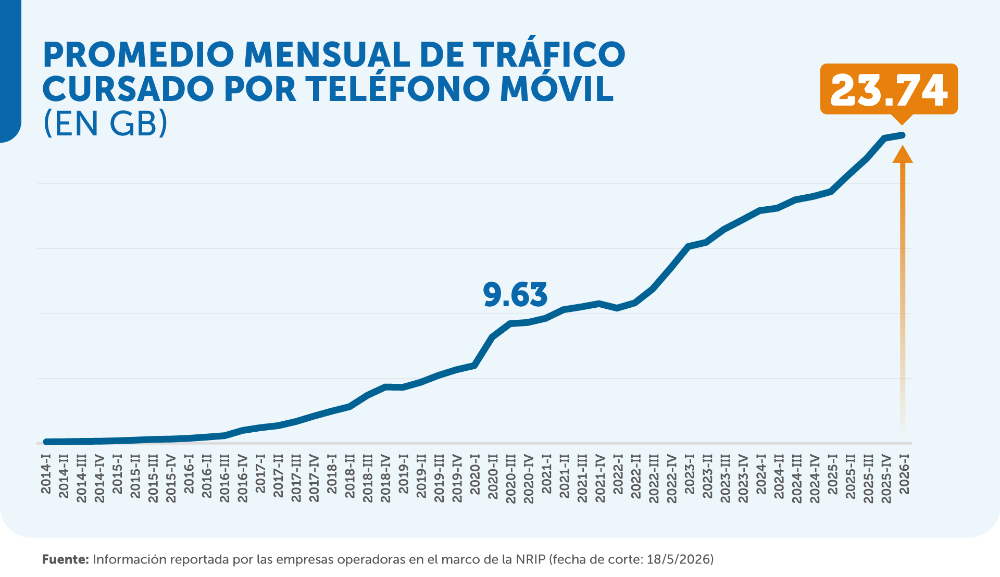 PROMEDIO MENSUAL DE TRÁFICO
CURSADO POR TELÉFONO MÓVIL
(EN GB)
23.74
9.63
2014-I
2014-II
2014-III
2014-IV
2015-I
2015-II
2015-III
2015-IV
2016-I
2016-II
2016-III
2016-IV
2017-I
2017-II
2017-III
2017-IV
2018-I
2018-II
2018-III
2018-IV
2019-I
2019-II
2019-III
2019-IV
2020-I
2020-II
2020-III
2020-IV
2021-I
2021-II
2021-III
2021-IV
2022-I
2022-II
2022-III
2022-IV
2023-I
2023-II
2023-III
2023-IV
2024-I
2024-II
2024-III
2024-IV
2025-I
2025-II
2025-III
2025-IV
2026-I
Fuente: Información reportada por las empresas operadoras en el marco de la NRIP (fecha de corte: 18/5/2026)